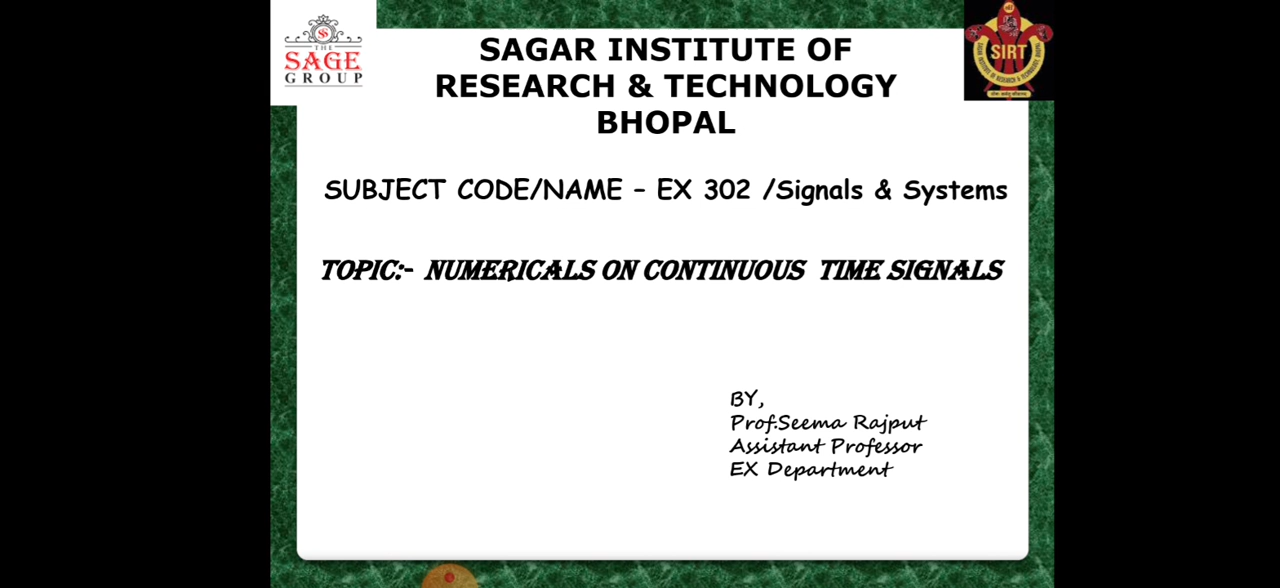 THE
SAGE
GROUP
SAGAR INSTITUTE OF
RESEARCH & TECHNOLOGY
BHOPAL
SIRT
SUBJECT CODE/NAME – EX 302 /Signals & Systems
TOPIC:- NUMERICALS ON CONTINUOUS TIME SIGNALS
BY,
Prof.Seema Rajput
Assistant Professor
EX Department